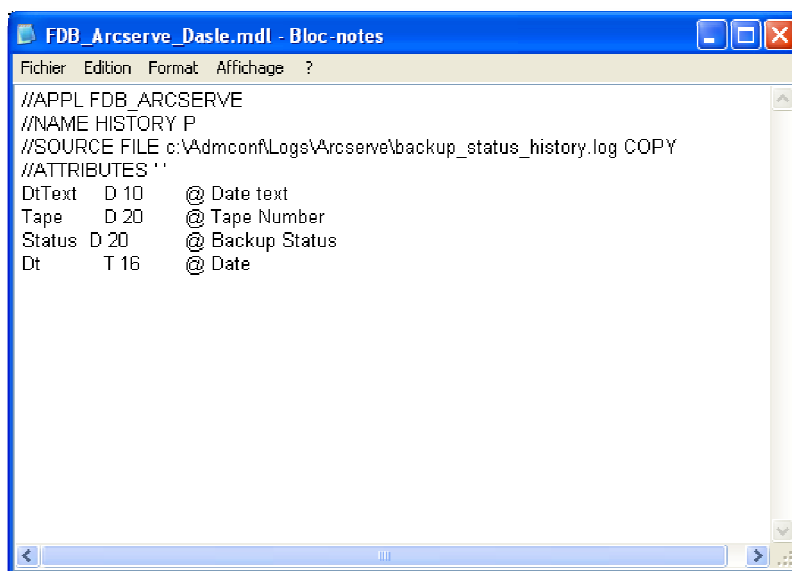 FDB_Arcserve_Dasle.mdl - Bloc-notes
Fichier Edition Format Affichage ?
//APPL FDB_ARCSERVE
//NAME HISTORY P
//SOURCE FILE c:\Admconf\Logs\Arcserve\backup_status_history.log COPY
//ATTRIBUTES ' '
DtText D 10 @ Date text
Tape D 20 @ Tape Number
Status D 20 @ Backup Status
Dt T 16 @ Date